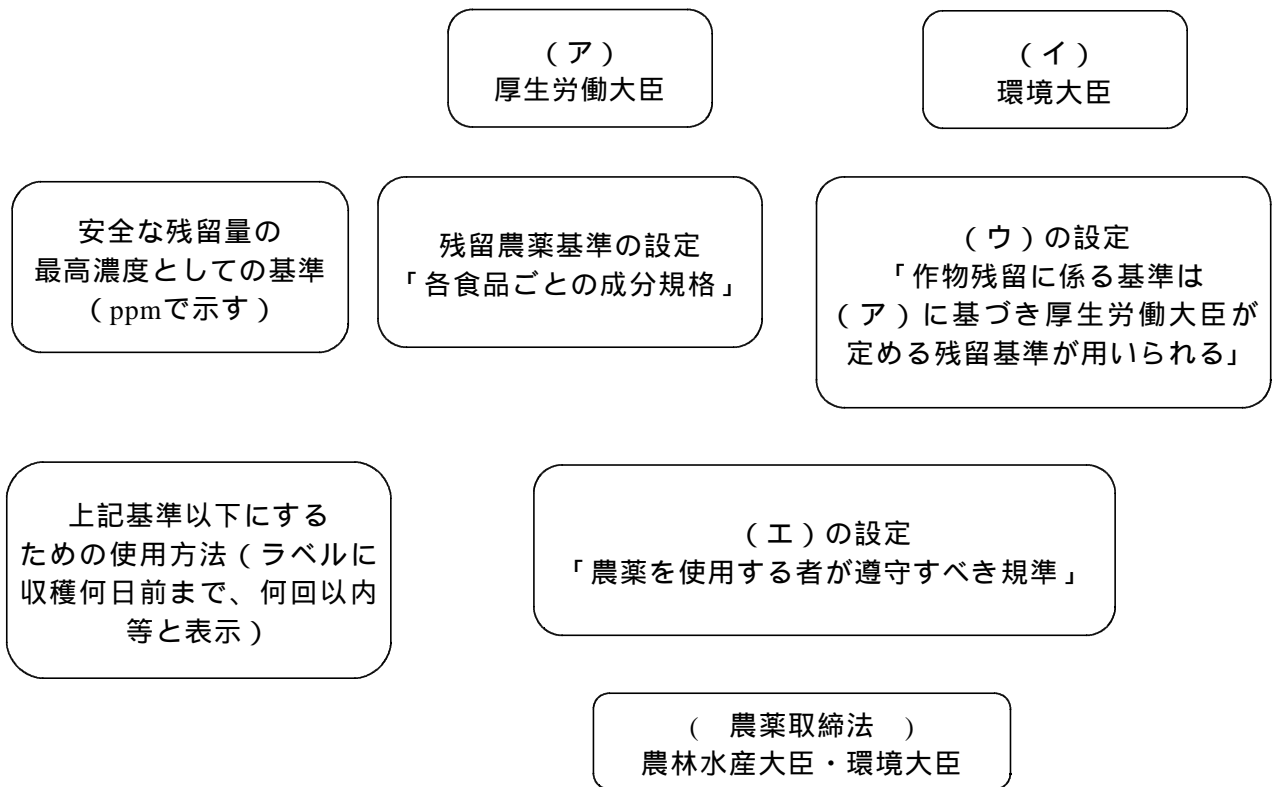 （ア）
厚生労働大臣
（イ）
環境大臣
安全な残留量の
最高濃度としての基準
（ppmで示す）
残留農薬基準の設定
「各食品ごとの成分規格」
（ウ）の設定
「作物残留に係る基準は
（ア）に基づき厚生労働大臣が
定める残留基準が用いられる」
上記基準以下にする
ための使用方法（ラベルに
収穫何日前まで、何回以内
等と表示）
（エ）の設定
「農薬を使用する者が遵守すべき規準」
(　農薬取締法　)
農林水産大臣・環境大臣